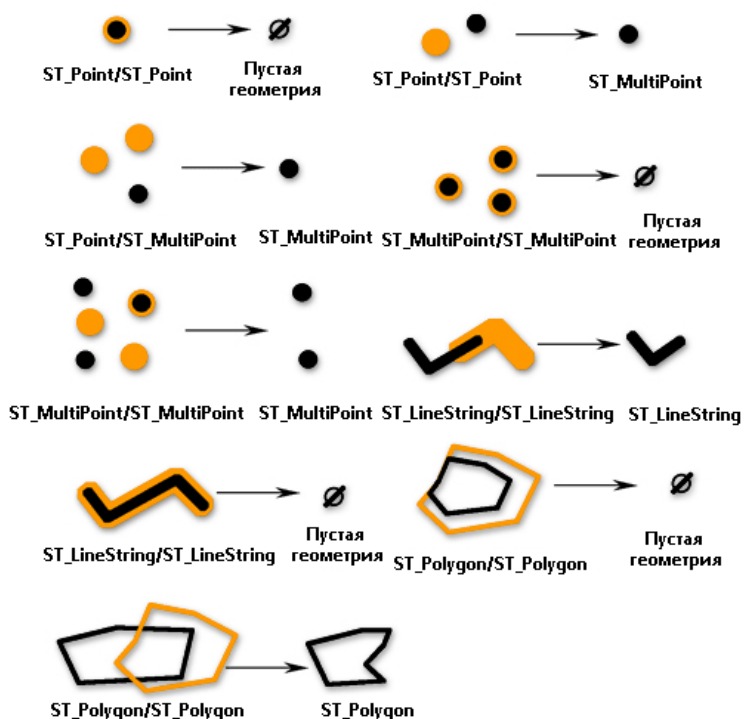 ST_Point/ST_Point
Пустая
геометрия
ST_Point/ST_Point
ST_MultiPoint
ST_Point/ST_MultiPoint
ST_MultiPoint
ST_MultiPoint/ST_MultiPoint
Пустая
геометрия
ST_MultiPoint/ST_MultiPoint
ST_MultiPoint
ST_LineString/ST_LineString
ST_LineString
ST_LineString/ST_LineString
Пустая
геометрия
ST_Polygon/ST_Polygon
Пустая
геометрия
ST_Polygon/ST_Polygon
ST_Polygon